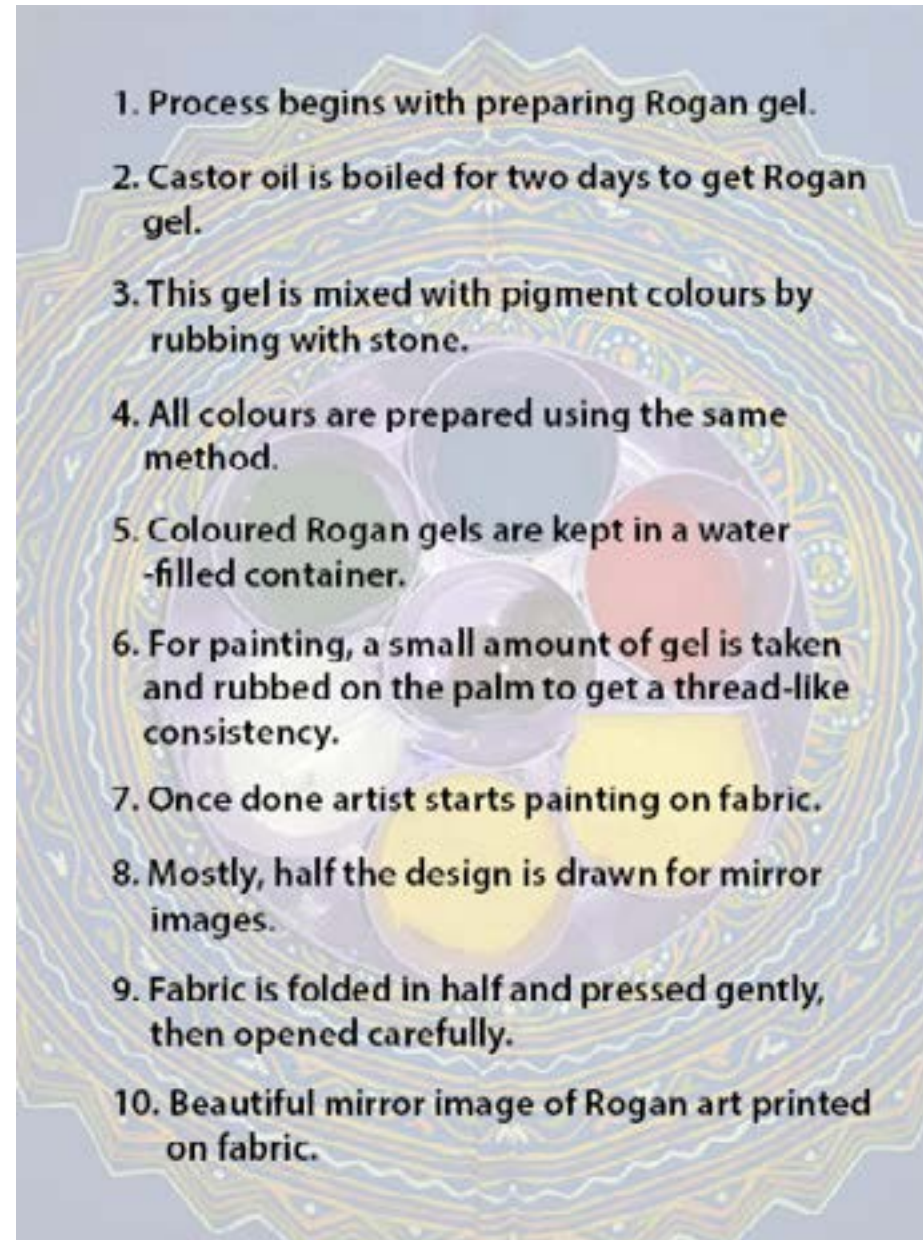 1. Process begins with preparing Rogan gel.
2. Castor oil is boiled for two days to get Rogan
gel.
3. This gel is mixed with pigment colours by
rubbing with stone.
4. All colours are prepared using the same
method.
5. Coloured Rogan gels are kept in a water
-filled container.
6. For painting, a small amount of gel is taken
and rubbed on the palm to get a thread-like
consistency.
7. Once done artist starts painting on fabric.
8. Mostly, half the design is drawn for mirror
images.
9. Fabric is folded in half and pressed gently,
then opened carefully.
10. Beautiful mirror image of Rogan art printed
on fabric.